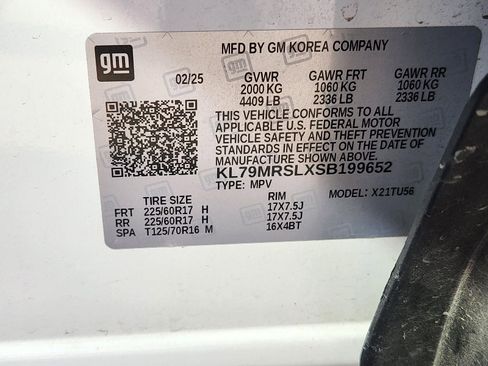 gm
MFD BY GM KOREA COMPANY
02/25 GVWR GAWR FRT GAWR RR
2000 KG 1060 KG 1060 KG
4409 LB 2336 LB 2336 LB
THIS VEHICLE CONFORMS TO ALL
APPLICABLE U.S. FEDERAL MOTOR
VEHICLE SAFETY AND THEFT PREVENTION
STANDARDS IN EFFECT ON THE DATE OF
MANUFACTURE SHOWN ABOVE.
KL79MRSLXSB199652
TYPE: MPV MODEL: X21TU56
TIRE SIZE RIM
FRT 225/60R17 H 17X7.5J
RR 225/60R17 H 17X7.5J
SPA T125/70R16 M 16X4BT